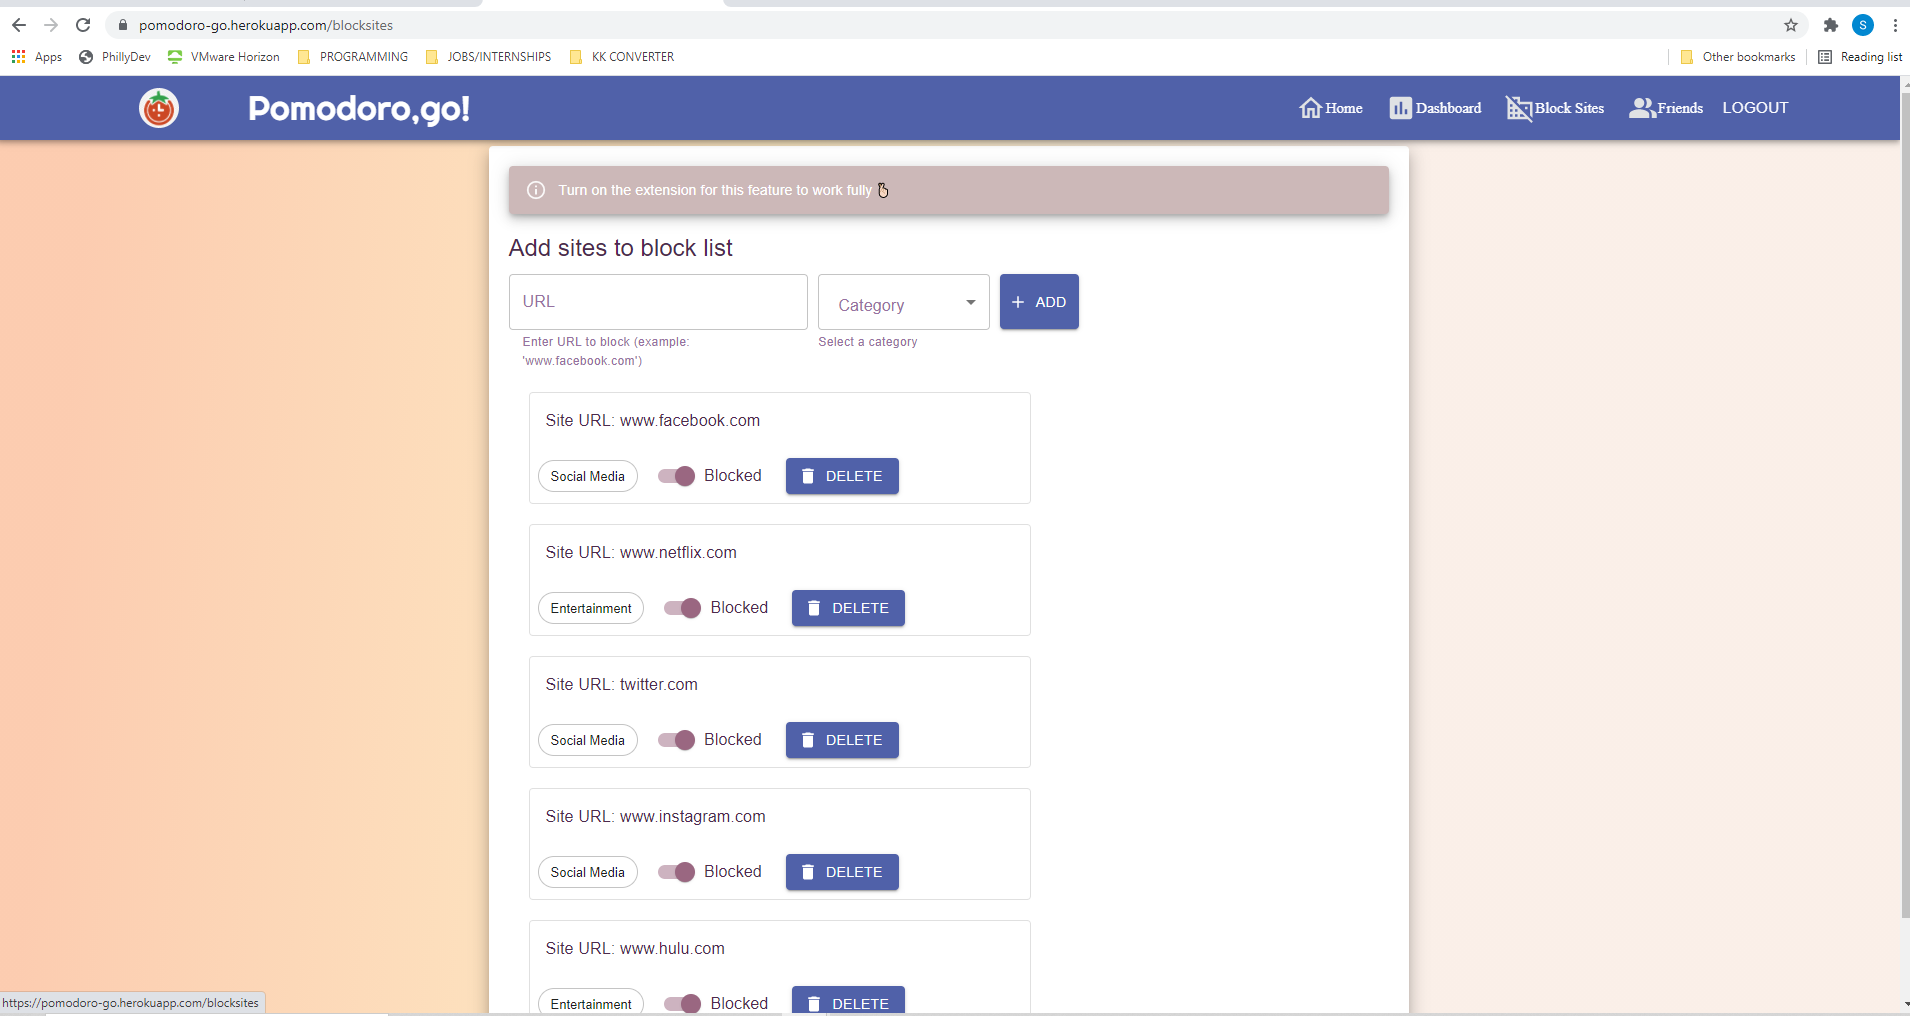 pomodoro-go.herokuapp.com/blocksites
S
Apps PhillyDev VMware Horizon PROGRAMMING JOBS/INTERNSHIPS KK CONVERTER Other bookmarks Reading list
Pomodoro,go! Home Dashboard Block Sites Friends LOGOUT
Turn on the extension for this feature to work fully
Add sites to block list
URL Category + ADD
Enter URL to block (example: Select a category
'www.facebook.com')
Site URL: www.facebook.com
Social Media Blocked DELETE
Site URL: www.netflix.com
Entertainment Blocked DELETE
Site URL: twitter.com
Social Media Blocked DELETE
Site URL: www.instagram.com
Social Media Blocked DELETE
Site URL: www.hulu.com
Entertainment Blocked DELETE
https://pomodoro-go.herokuapp.com/blocksites